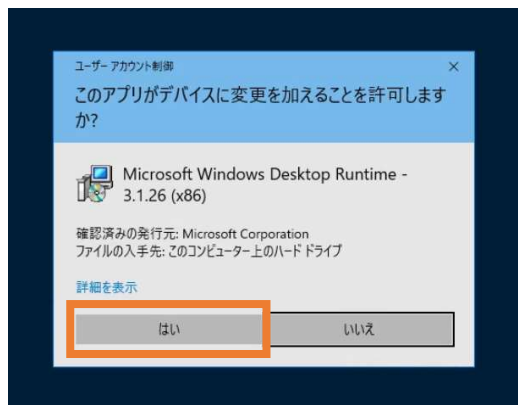 ユーザー アカウント制御
このアプリがデバイスに変更を加えることを許可します
か?
Microsoft Windows Desktop Runtime -
3.1.26 (x86)
確認済みの発行元: Microsoft Corporation
ファイルの入手先: このコンピューター上のハード ドライブ
詳細を表示
はい
いいえ